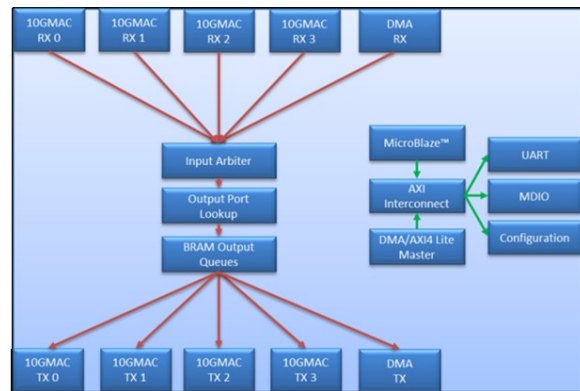 10GMAC
RX 0
10GMAC
RX 1
10GMAC
RX 2
10GMAC
RX 3
DMA
RX
Input Arbiter
Output Port
Lookup
BRAM Output
Queues
MicroBlaze™
AXI
Interconnect
DMA/AXI4 Lite
Master
UART
MDIO
Configuration
10GMAC
TX 0
10GMAC
TX 1
10GMAC
TX 2
10GMAC
TX 3
DMA
TX